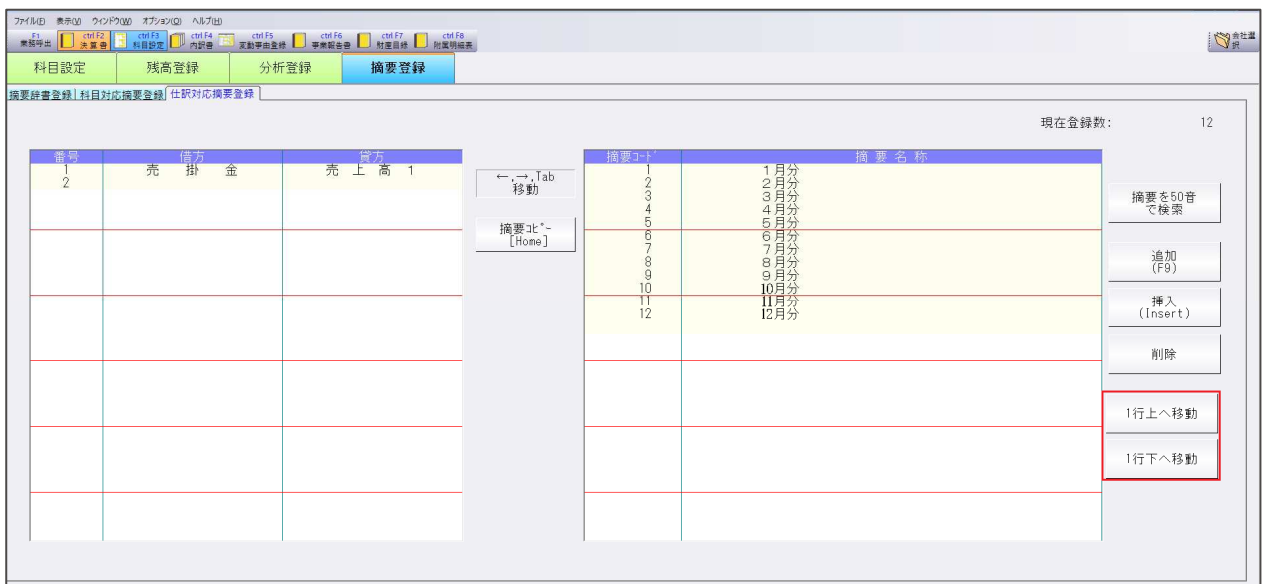 ファイル(F) 表示(V) ウィンドウ(W) オプション(O) ヘルプ(H)
F1 業務呼出 ctrl F2 決算書 ctrl F3 科目設定 ctrl F4 内訳書 ctrl F5 変動事由登録 ctrl F6 事業報告書 ctrl F7 財産目録 ctrl F8 附属明細表 会社選択
科目設定 残高登録 分析登録 摘要登録
摘要辞書登録 科目対応摘要登録 仕訳対応摘要登録
現在登録数: 12
番号 借方 貸方
1 売 掛 金 売 上 高 1
2
←,→,Tab
移動
摘要コピー
[Home]
摘要コード 摘 要 名 称
1 1月分
2 2月分
3 3月分
4 4月分
5 5月分
6 6月分
7 7月分
8 8月分
9 9月分
10 10月分
11 11月分
12 12月分
摘要を50音
で検索
追加
(F9)
挿入
(Insert)
削除
1行上へ移動
1行下へ移動